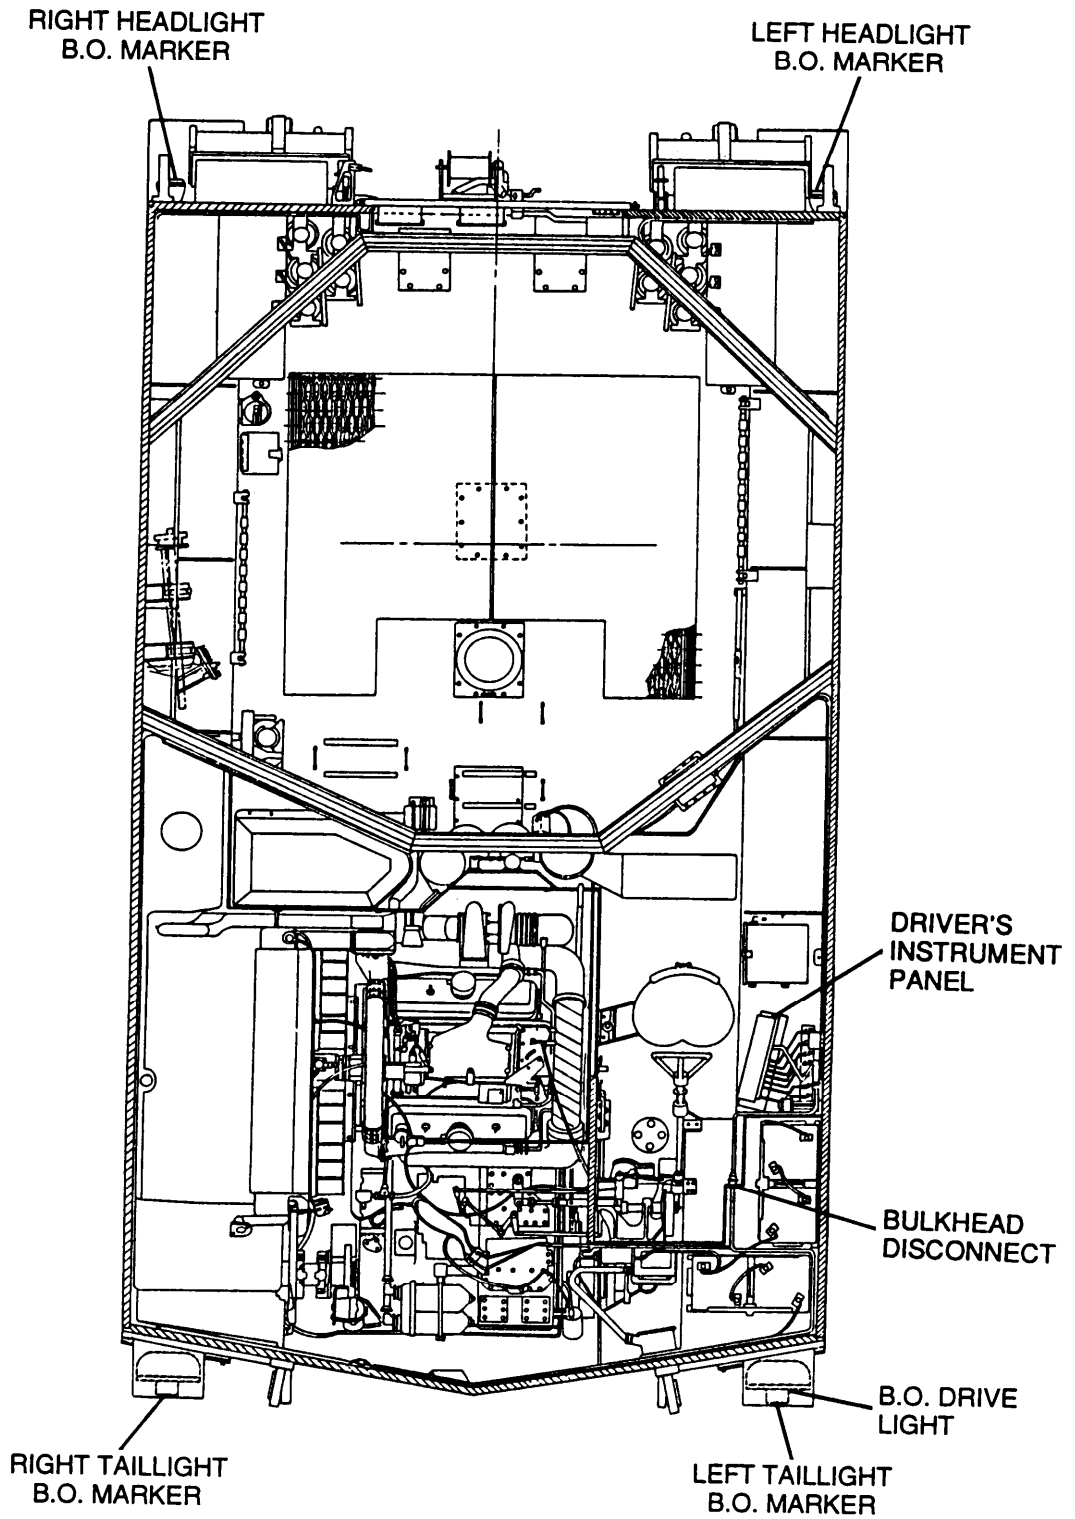 RIGHT HEADLIGHT
B.O. MARKER
LEFT HEADLIGHT
B.O. MARKER
DRIVER'S
INSTRUMENT
PANEL
BULKHEAD
DISCONNECT
B.O. DRIVE
LIGHT
RIGHT TAILLIGHT
B.O. MARKER
LEFT TAILLIGHT
B.O. MARKER